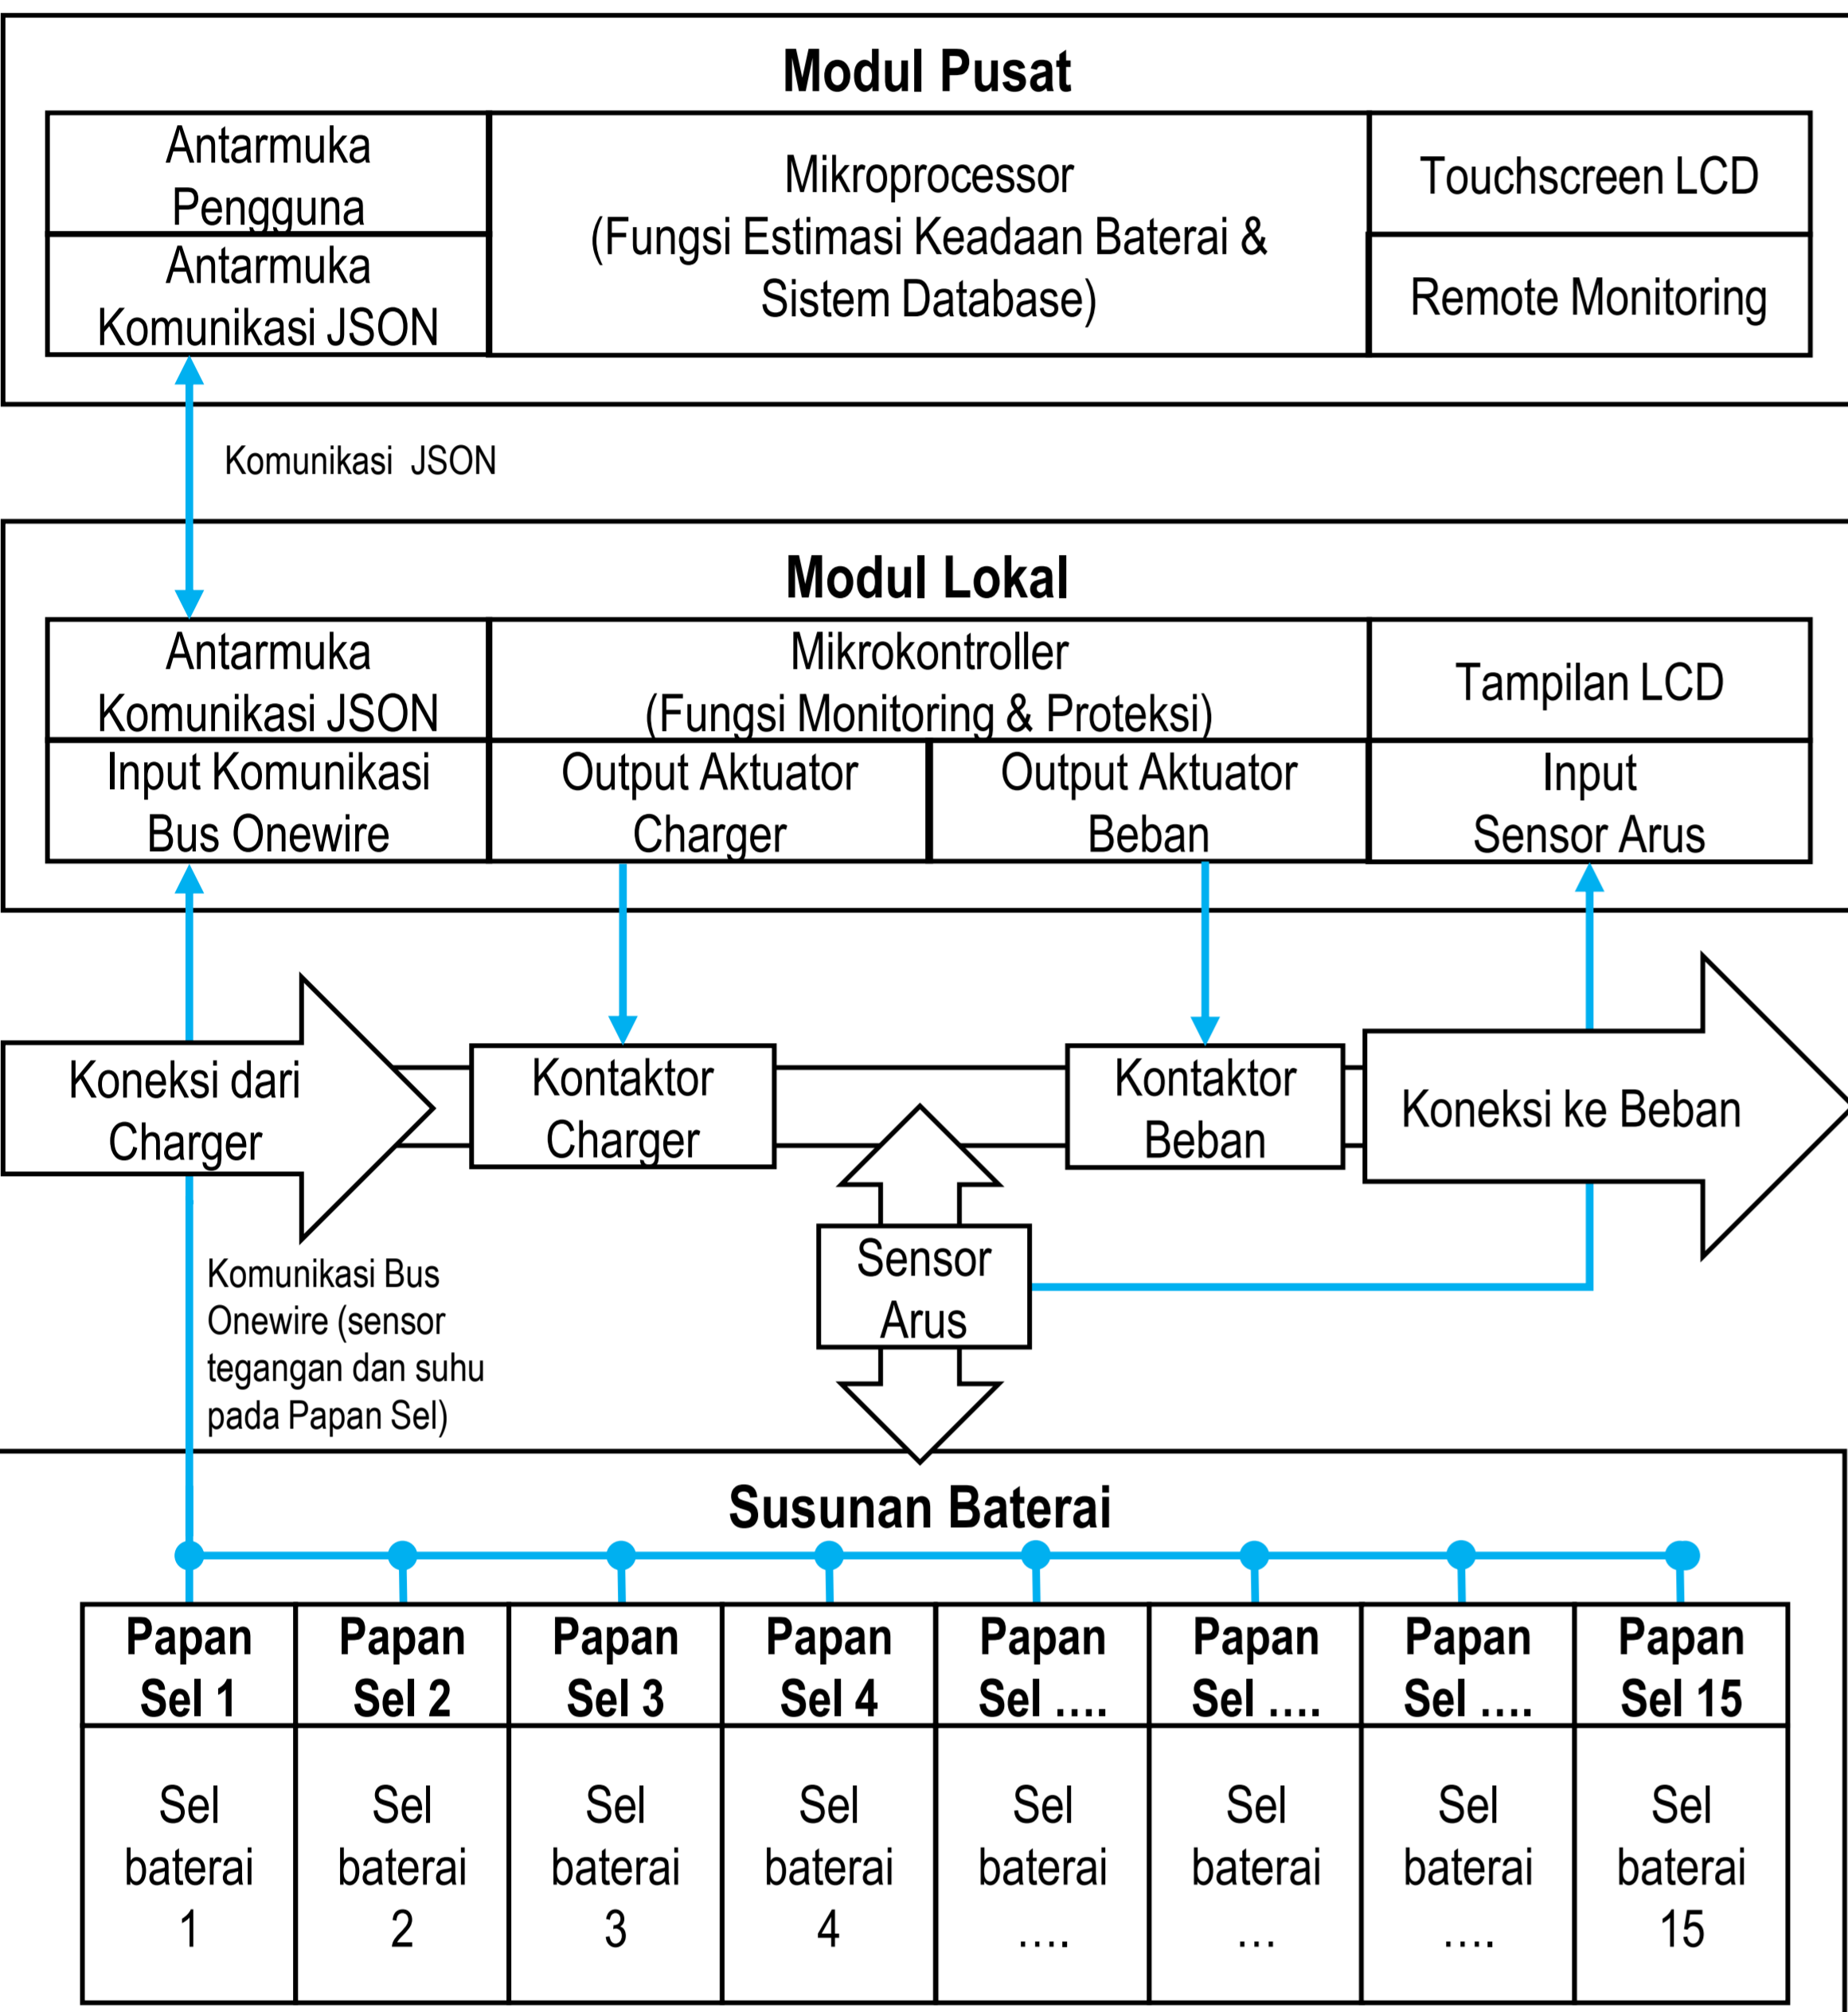 Modul Pusat
Antarmuka
Pengguna
Antarmuka
Komunikasi JSON
Mikroprocessor
(Fungsi Estimasi Keadaan Baterai &
Sistem Database)
Touchscreen LCD
Remote Monitoring
Komunikasi JSON
Modul Lokal
Antarmuka
Komunikasi JSON
Mikrokontroller
(Fungsi Monitoring & Proteksi)
Tampilan LCD
Input Komunikasi
Bus Onewire
Output Aktuator
Charger
Output Aktuator
Beban
Input
Sensor Arus
Koneksi dari
Charger
Kontaktor
Charger
Kontaktor
Beban
Koneksi ke Beban
Sensor
Arus
Komunikasi Bus
Onewire (sensor
tegangan dan suhu
pada Papan Sel)
Susunan Baterai
Papan
Sel 1
Papan
Sel 2
Papan
Sel 3
Papan
Sel 4
Papan
Sel ....
Papan
Sel ....
Papan
Sel ....
Papan
Sel 15
Sel
baterai
1
Sel
baterai
2
Sel
baterai
3
Sel
baterai
4
Sel
baterai
....
Sel
baterai
...
Sel
baterai
....
Sel
baterai
15